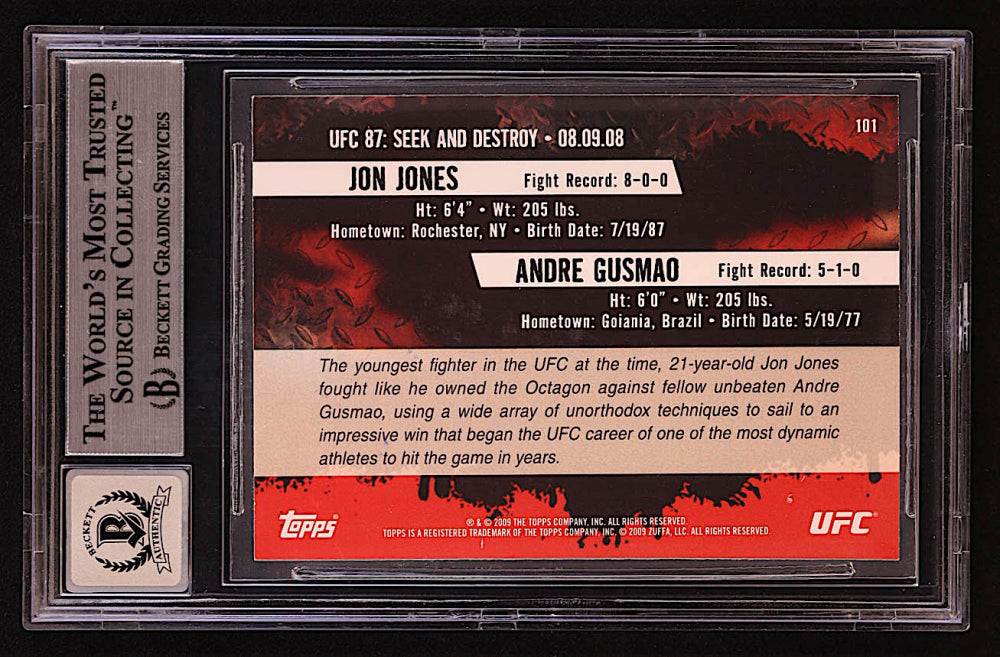 THE WORLD'S MOST TRUSTED
SOURCE IN COLLECTING™
B BECKETT GRADING SERVICES
BECKETT
B
AUTHENTIC
101
UFC 87: SEEK AND DESTROY • 08.09.08
JON JONES Fight Record: 8-0-0
Ht: 6'4" • Wt: 205 lbs.
Hometown: Rochester, NY • Birth Date: 7/19/87
ANDRE GUSMAO Fight Record: 5-1-0
Ht: 6'0" • Wt: 205 lbs.
Hometown: Goiania, Brazil • Birth Date: 5/19/77
The youngest fighter in the UFC at the time, 21-year-old Jon Jones
fought like he owned the Octagon against fellow unbeaten Andre
Gusmao, using a wide array of unorthodox techniques to sail to an
impressive win that began the UFC career of one of the most dynamic
athletes to hit the game in years.
topps
® & © 2009 THE TOPPS COMPANY, INC. ALL RIGHTS RESERVED.
TOPPS IS A REGISTERED TRADEMARK OF THE TOPPS COMPANY, INC. © 2009 ZUFFA, LLC. ALL RIGHTS RESERVED.
UFC